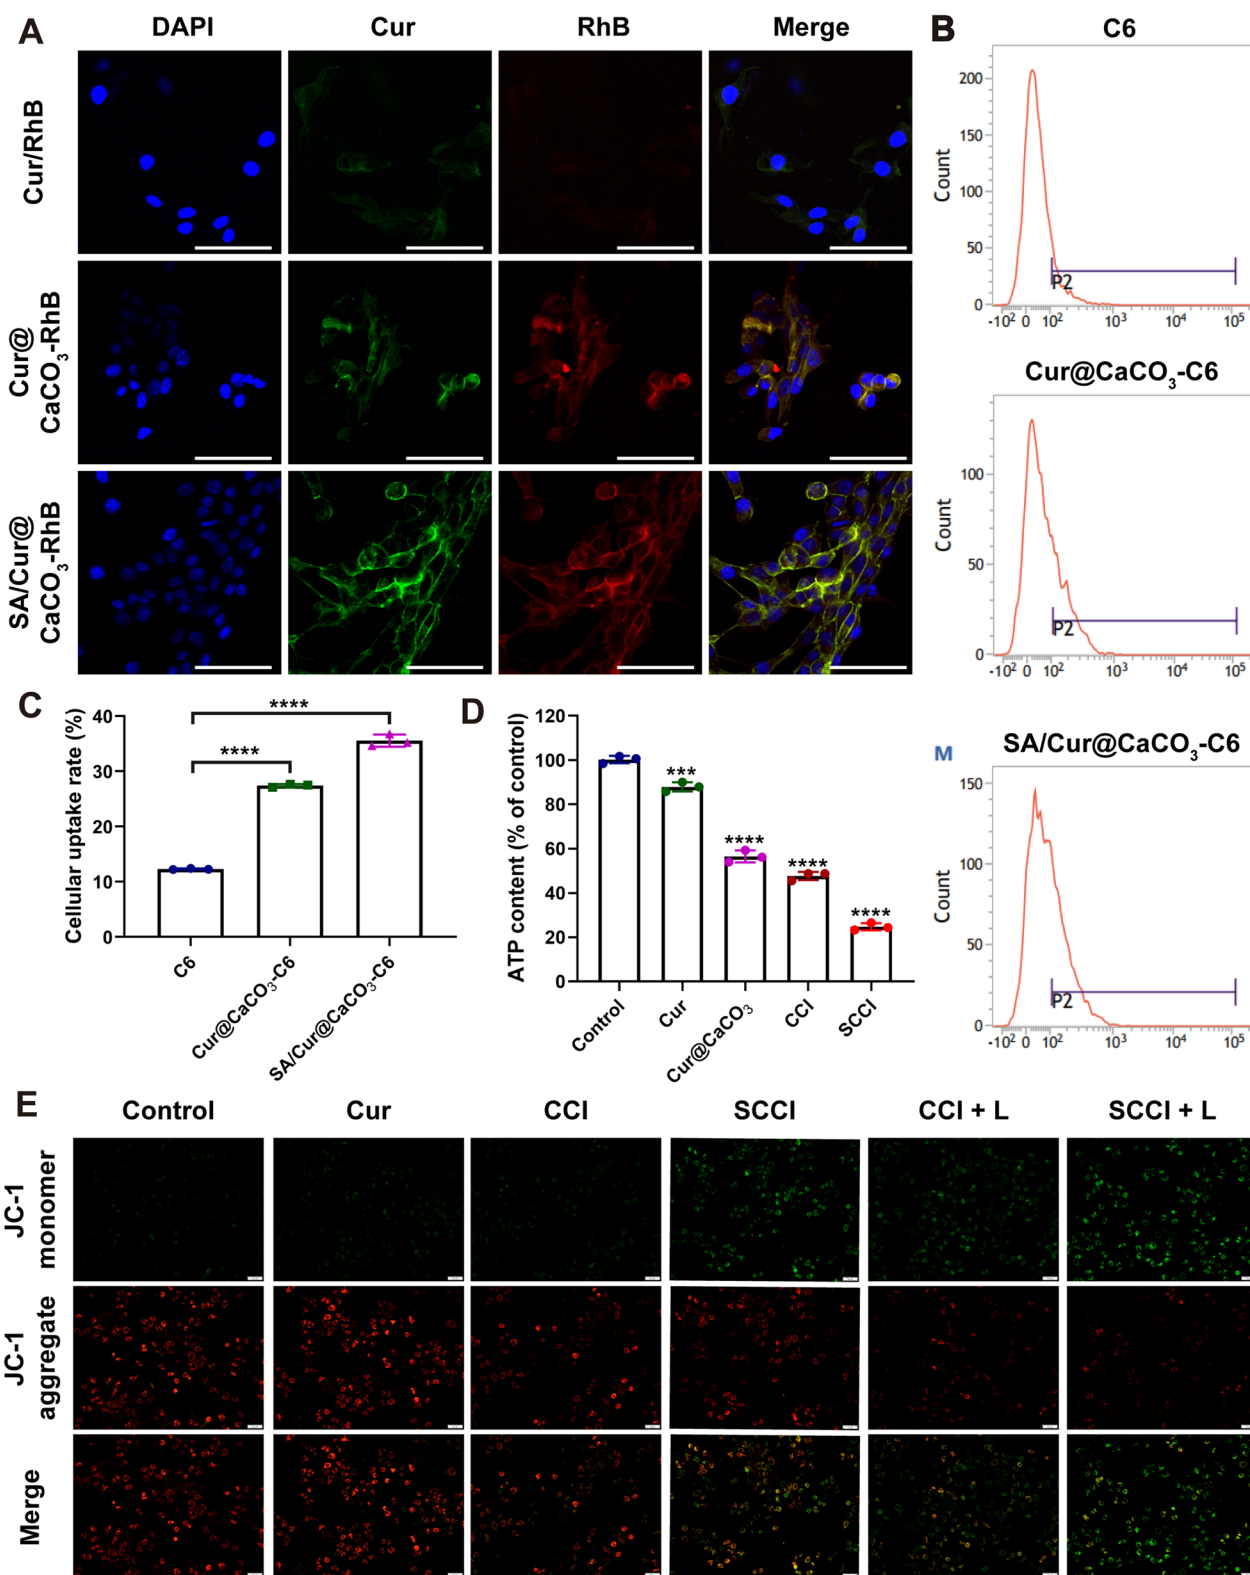 A
DAPI
Cur
RhB
Merge
Cur/RhB
Cur@
CaCO₃-RhB
SA/Cur@
CaCO₃-RhB
B
C6
Count
200
150
100
50
0
P2
-10² 0 10² 10³ 10⁴ 10⁵
Cur@CaCO₃-C6
Count
100
50
0
P2
-10² 0 10² 10³ 10⁴ 10⁵
M
SA/Cur@CaCO₃-C6
Count
150
100
50
0
P2
-10² 0 10² 10³ 10⁴ 10⁵
C
Cellular uptake rate (%)
40
30
20
10
0
****
****
C6
Cur@CaCO₃-C6
SA/Cur@CaCO₃-C6
D
ATP content (% of control)
120
100
80
60
40
20
0
***
****
****
****
Control
Cur
Cur@CaCO₃
CCI
SCCI
E
Control
Cur
CCI
SCCI
CCI + L
SCCI + L
JC-1
monomer
JC-1
aggregate
Merge